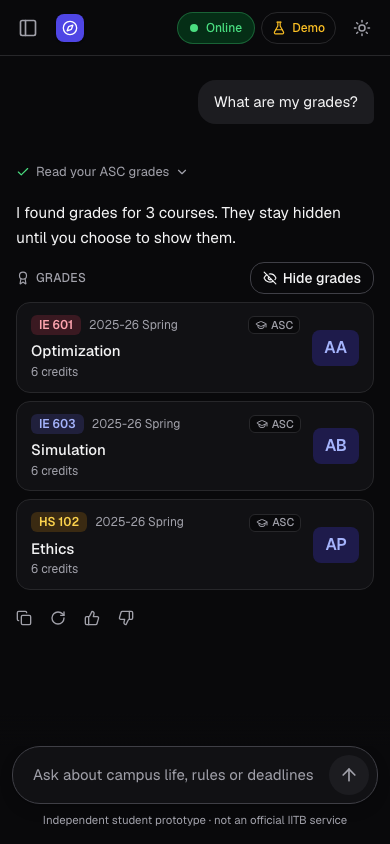 Online
Demo
What are my grades?
Read your ASC grades
I found grades for 3 courses. They stay hidden
until you choose to show them.
GRADES
Hide grades
IE 601 2025-26 Spring ASC
Optimization
AA
6 credits
IE 603 2025-26 Spring ASC
Simulation
AB
6 credits
HS 102 2025-26 Spring ASC
Ethics
AP
6 credits
Ask about campus life, rules or deadlines
Independent student prototype · not an official IITB service